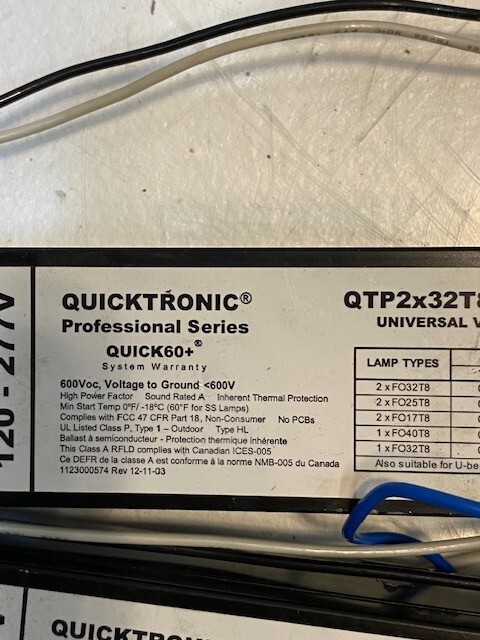 120 - 277V
QUICKTRONIC®
Professional Series
QUICK60+®
System Warranty
600Voc, Voltage to Ground <600V
High Power Factor Sound Rated A Inherent Thermal Protection
Min Start Temp 0°F/ -18°C (60°F for SS Lamps)
Complies with FCC 47 CFR Part 18, Non-Consumer No PCBs
UL Listed Class P, Type 1 – Outdoor Type HL
Ballast à semiconducteur - Protection thermique inhérente
This Class A RFLD complies with Canadian ICES-005
Ce DEFR de la classe A est conforme à la norme NMB-005 du Canada
1123000574 Rev 12-11-03
QTP2x32T8
UNIVERSAL V
LAMP TYPES
2 x FO32T8
2 x FO25T8
2 x FO17T8
1 x FO40T8
1 x FO32T8
Also suitable for U-be
QUICKTRO